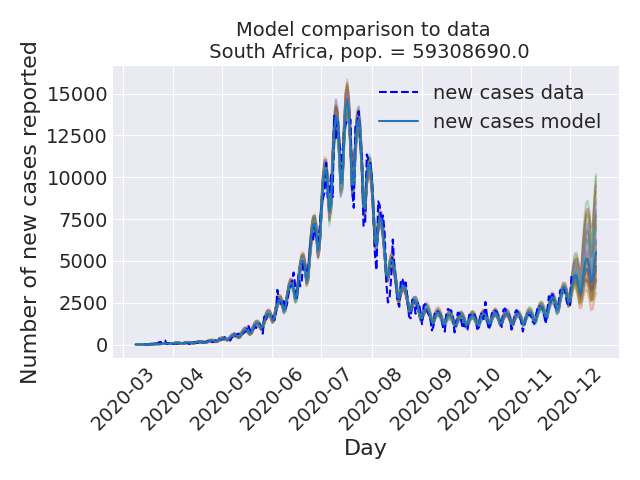 Model comparison to data
South Africa, pop. = 59308690.0
Number of new cases reported
15000
12500
10000
7500
5000
2500
0
new cases data
new cases model
2020-03
2020-04
2020-05
2020-06
2020-07
2020-08
2020-09
2020-10
2020-11
2020-12
Day